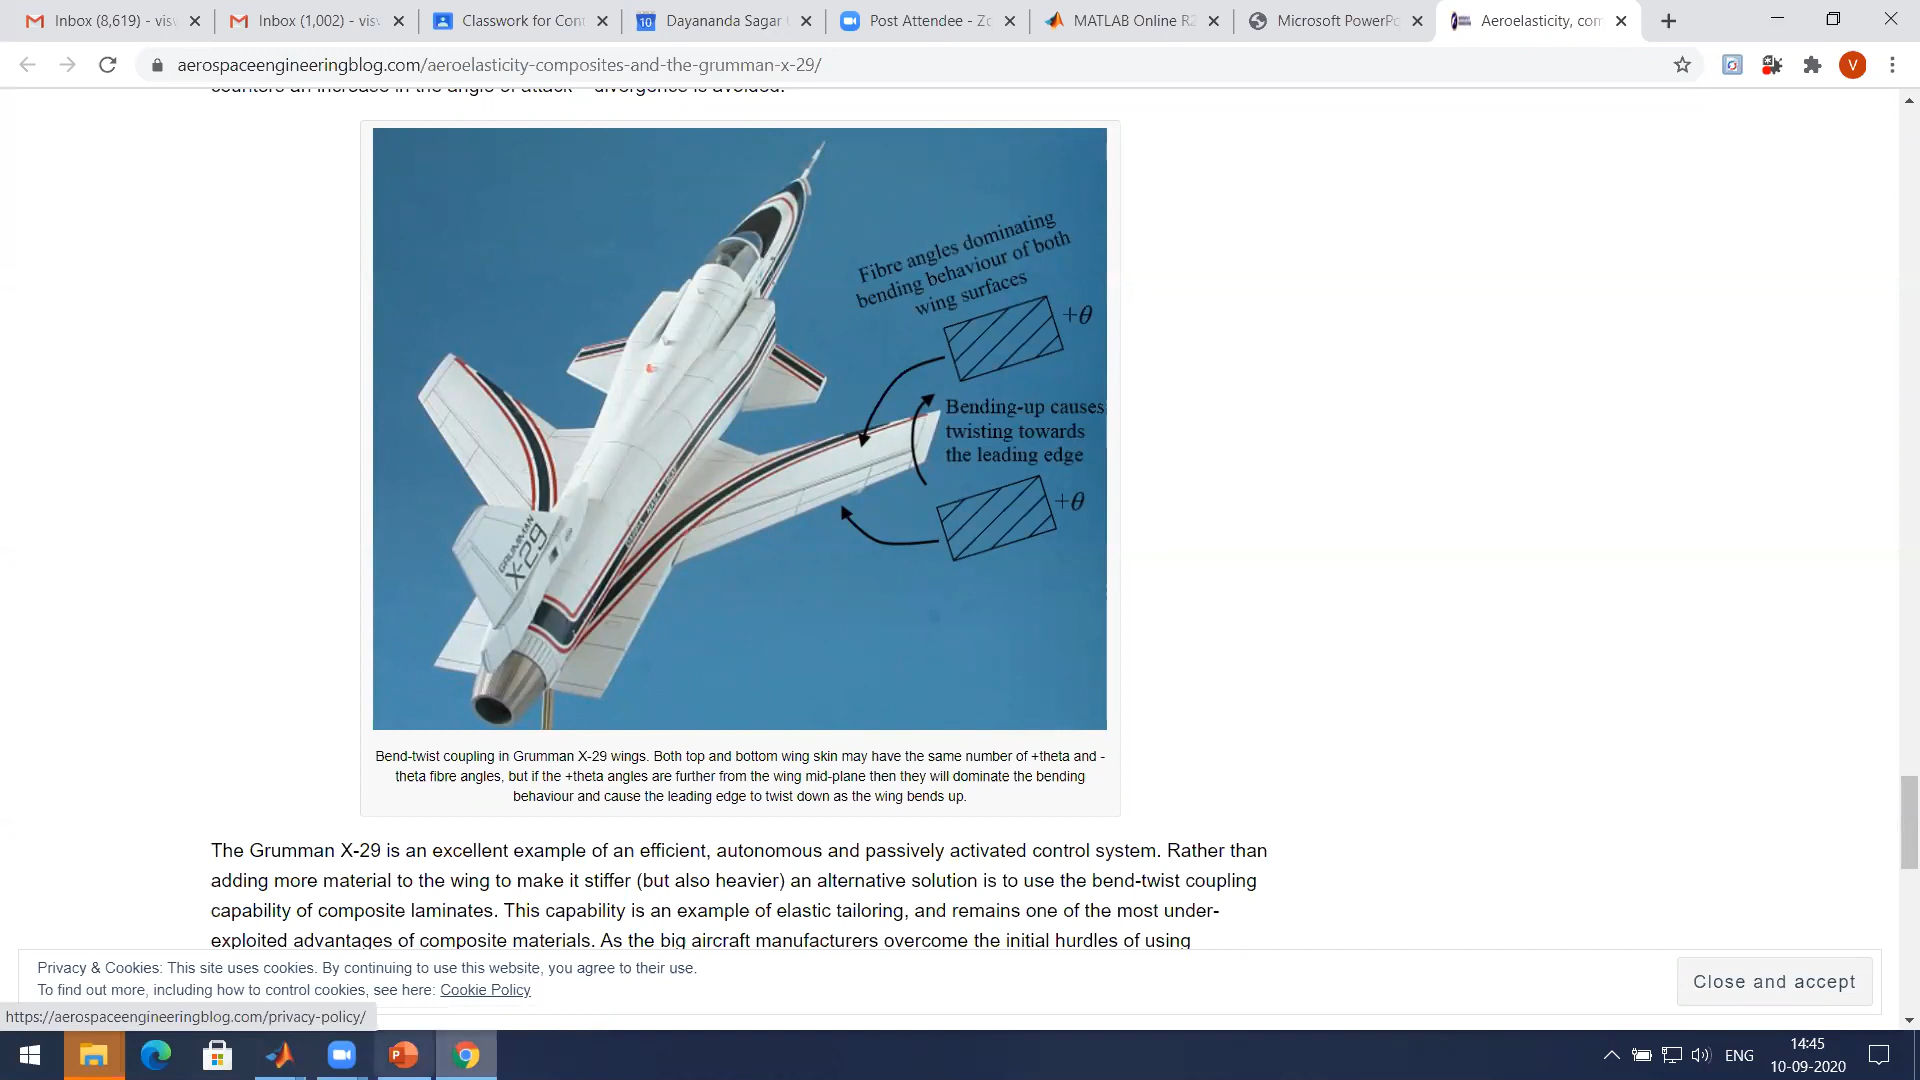 Inbox (8,619) - vis
Inbox (1,002) - vis
Classwork for Cont
Dayananda Sagar
Post Attendee - Zo
MATLAB Online R2
Microsoft PowerPo
Aeroelasticity, com
aerospaceengineeringblog.com/aeroelasticity-composites-and-the-grumman-x-29/
V
counters an increase in the angle of attack – divergence is avoided.
Fibre angles dominating
bending behaviour of both
wing surfaces
+θ
Bending-up causes
twisting towards
the leading edge
+θ
GRUMMAN
X-29
Bend-twist coupling in Grumman X-29 wings. Both top and bottom wing skin may have the same number of +theta and -
theta fibre angles, but if the +theta angles are further from the wing mid-plane then they will dominate the bending
behaviour and cause the leading edge to twist down as the wing bends up.
The Grumman X-29 is an excellent example of an efficient, autonomous and passively activated control system. Rather than
adding more material to the wing to make it stiffer (but also heavier) an alternative solution is to use the bend-twist coupling
capability of composite laminates. This capability is an example of elastic tailoring, and remains one of the most under-
exploited advantages of composite materials. As the big aircraft manufacturers overcome the initial hurdles of using
Privacy & Cookies: This site uses cookies. By continuing to use this website, you agree to their use.
To find out more, including how to control cookies, see here: Cookie Policy
Close and accept
https://aerospaceengineeringblog.com/privacy-policy/
ENG
14:45
10-09-2020